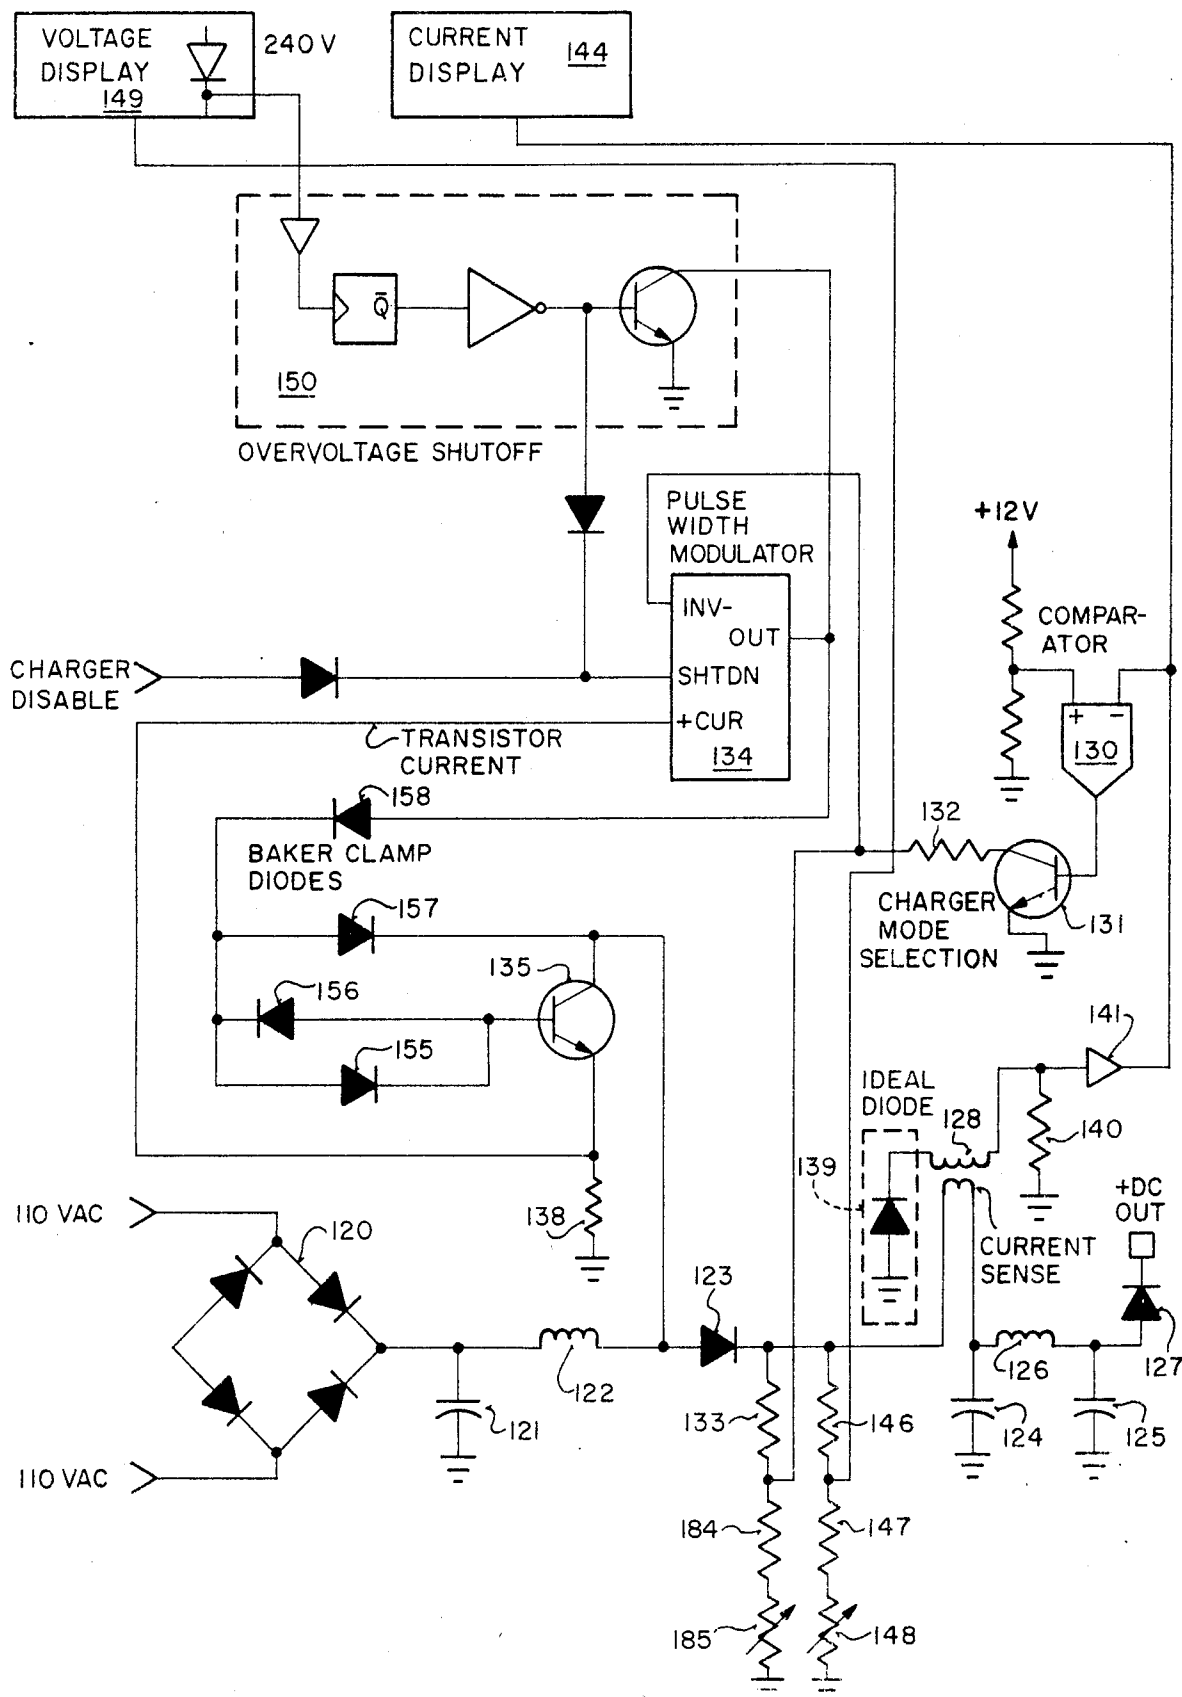 VOLTAGE
DISPLAY
149
240 V
CURRENT
DISPLAY
144
Q̄
150
OVERVOLTAGE SHUTOFF
PULSE
WIDTH
MODULATOR
INV-
OUT
SHTDN
+CUR
134
+12V
COMPAR-
ATOR
+ -
130
CHARGER
DISABLE
TRANSISTOR
CURRENT
158
BAKER CLAMP
DIODES
157
156
155
135
132
CHARGER
MODE
SELECTION
131
141
IDEAL
DIODE
128
140
139
+DC
OUT
CURRENT
SENSE
110 VAC
120
138
123
127
122
126
121
133
146
124
125
110 VAC
184
147
185
148